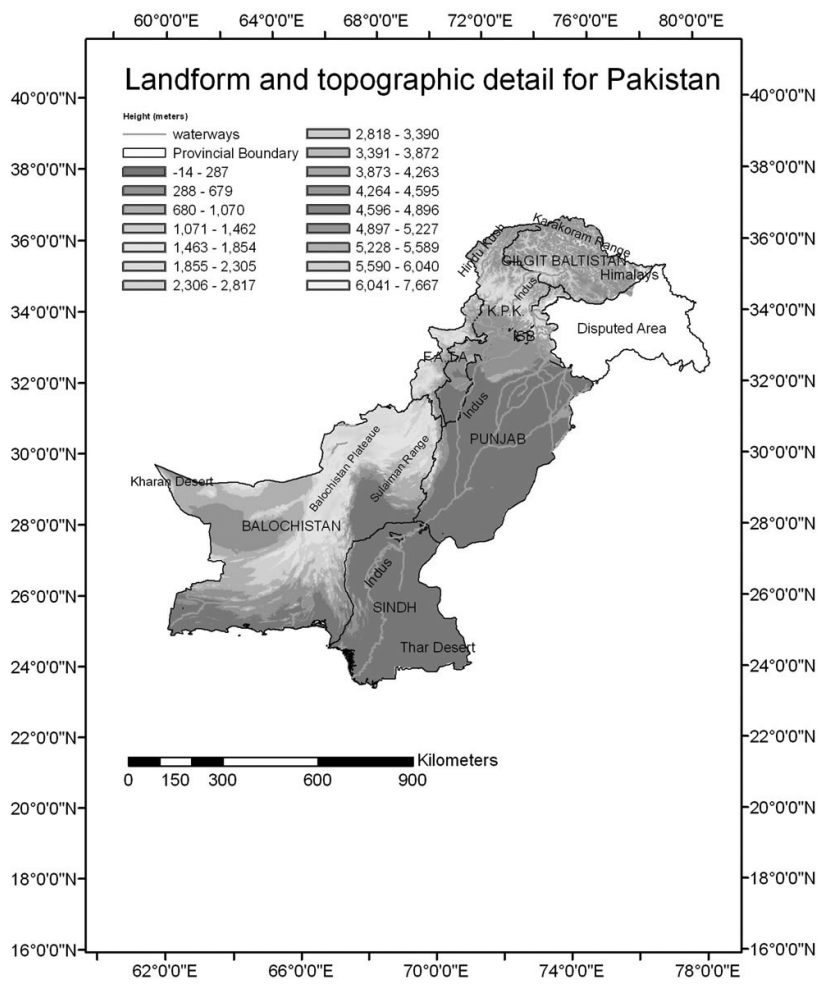 60°0'0"E 64°0'0"E 68°0'0"E 72°0'0"E 76°0'0"E 80°0'0"E
Landform and topographic detail for Pakistan
Height (meters)
waterways
Provincial Boundary
-14 - 287
288 - 679
680 - 1,070
1,071 - 1,462
1,463 - 1,854
1,855 - 2,305
2,306 - 2,817
2,818 - 3,390
3,391 - 3,872
3,873 - 4,263
4,264 - 4,595
4,596 - 4,896
4,897 - 5,227
5,228 - 5,589
5,590 - 6,040
6,041 - 7,667
40°0'0"N 40°0'0"N
38°0'0"N 38°0'0"N
36°0'0"N 36°0'0"N
34°0'0"N 34°0'0"N
32°0'0"N 32°0'0"N
30°0'0"N 30°0'0"N
28°0'0"N 28°0'0"N
26°0'0"N 26°0'0"N
24°0'0"N 24°0'0"N
22°0'0"N 22°0'0"N
20°0'0"N 20°0'0"N
18°0'0"N 18°0'0"N
16°0'0"N 16°0'0"N
Karakoram Range
Hindu Kush
GILGIT BALTISTAN
Himalays
Indus
K.P.K.
Disputed Area
ISB
F.A.T.A
Indus
PUNJAB
Balochistan Plateaue
Sulaiman Range
Kharan Desert
BALOCHISTAN
Indus
SINDH
Thar Desert
Kilometers
0 150 300 600 900
62°0'0"E 66°0'0"E 70°0'0"E 74°0'0"E 78°0'0"E